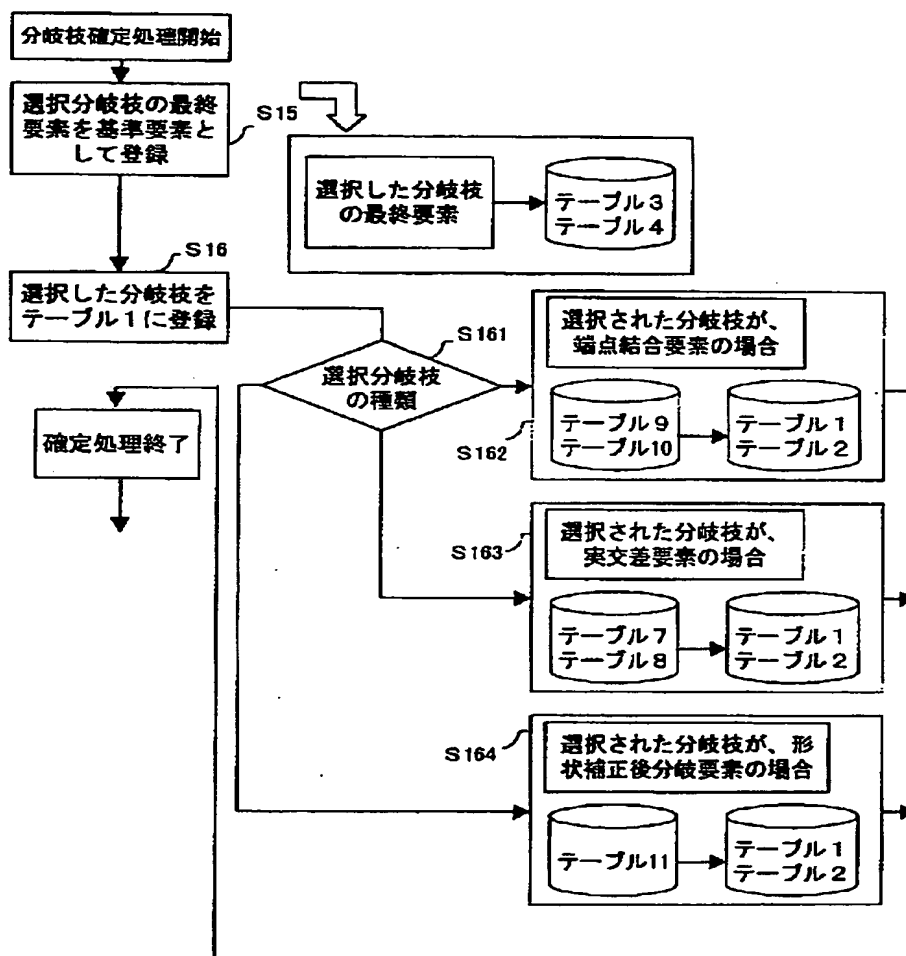 分岐枝確定処理開始
選択分岐枝の最終
要素を基準要素と
して登録
S15
選択した分岐枝
の最終要素
テーブル3
テーブル4
S16
選択した分岐枝を
テーブル1に登録
S161
選択分岐枝
の種類
選択された分岐枝が、
端点結合要素の場合
テーブル9
テーブル10
テーブル1
テーブル2
S162
確定処理終了
S163
選択された分岐枝が、
実交差要素の場合
テーブル7
テーブル8
テーブル1
テーブル2
S164
選択された分岐枝が、形
状補正後分岐要素の場合
テーブル11
テーブル1
テーブル2